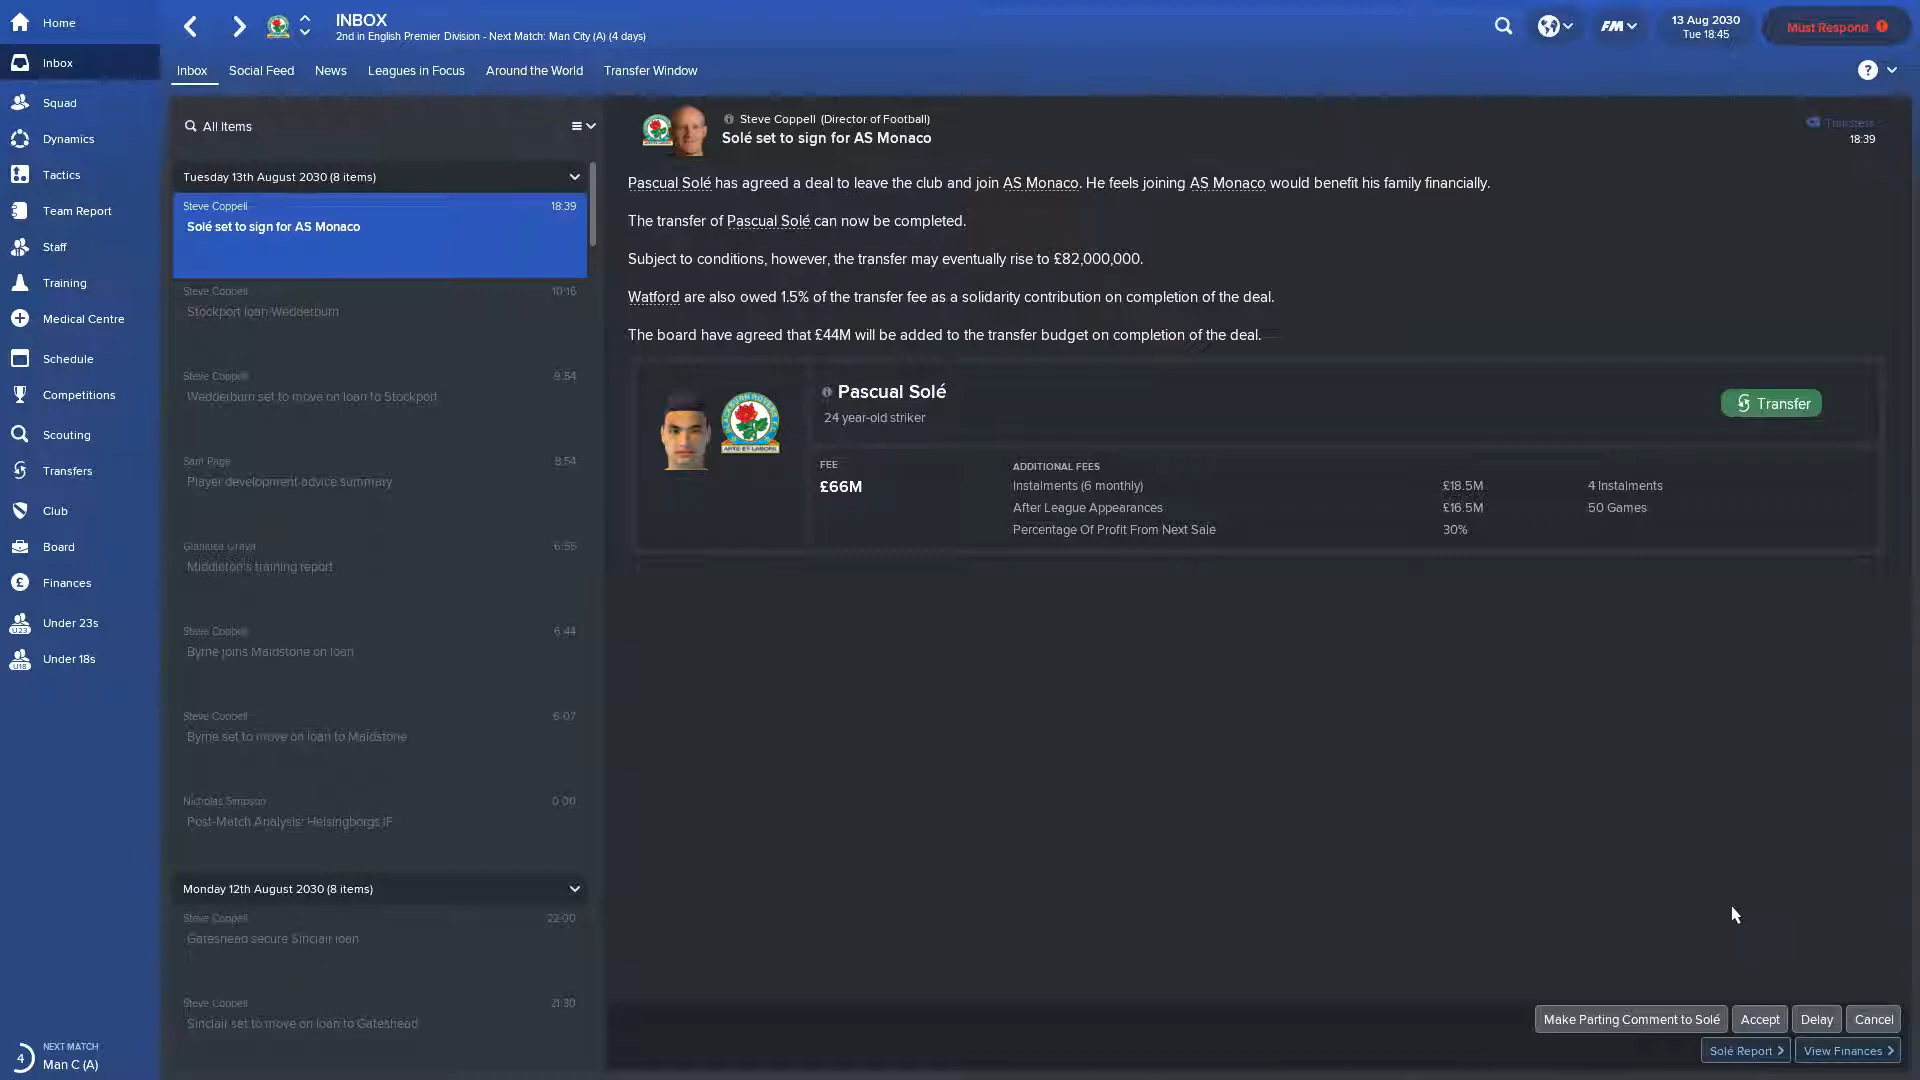 Home
Inbox
Squad
Dynamics
Tactics
Team Report
Staff
Training
Medical Centre
Schedule
Competitions
Scouting
Transfers
Club
Board
Finances
Under 23s
Under 18s
4
NEXT MATCH
Man C (A)
INBOX
2nd in English Premier Division - Next Match: Man City (A) (4 days)
FM
13 Aug 2030
Tue 18:45
Must Respond
Inbox
Social Feed
News
Leagues in Focus
Around the World
Transfer Window
All Items
Tuesday 13th August 2030 (8 items)
Steve Coppell 18:39
Solé set to sign for AS Monaco
Steve Coppell 10:16
Stockport loan Wedderburn
Steve Coppell 9:54
Wedderburn set to move on loan to Stockport
Sam Page 8:54
Player development advice summary
Gianluca Grava 6:55
Middleton's training report
Steve Coppell 6:44
Byrne joins Maidstone on loan
Steve Coppell 6:07
Byrne set to move on loan to Maidstone
Nicholas Simpson 0:00
Post-Match Analysis: Helsingborgs IF
Monday 12th August 2030 (8 items)
Steve Coppell 22:00
Gateshead secure Sinclair loan
Steve Coppell 21:30
Sinclair set to move on loan to Gateshead
Steve Coppell (Director of Football)
Solé set to sign for AS Monaco
Transfers
18:39
Pascual Solé has agreed a deal to leave the club and join AS Monaco. He feels joining AS Monaco would benefit his family financially.
The transfer of Pascual Solé can now be completed.
Subject to conditions, however, the transfer may eventually rise to £82,000,000.
Watford are also owed 1.5% of the transfer fee as a solidarity contribution on completion of the deal.
The board have agreed that £44M will be added to the transfer budget on completion of the deal.
Pascual Solé
24 year-old striker
Transfer
FEE
£66M
ADDITIONAL FEES
Instalments (6 monthly) £18.5M 4 Instalments
After League Appearances £16.5M 50 Games
Percentage Of Profit From Next Sale 30%
Make Parting Comment to Solé
Accept
Delay
Cancel
Solé Report
View Finances